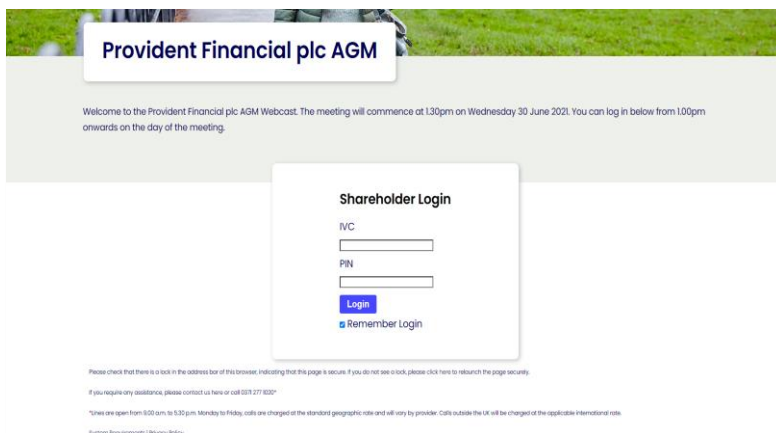 Provident Financial plc AGM
Welcome to the Provident Financial plc AGM Webcast. The meeting will commence at 1.30pm on Wednesday 30 June 2021. You can log in below from 1.00pm
onwards on the day of the meeting.
Shareholder Login
IVC
PIN
Login
Remember Login
Please check that there is a lock in the address bar of this browser, indicating that this page is secure. If you do not see a lock, please click here to relaunch the page securely.
If you require any assistance, please contact us here or call 0371 277 1020*
*Lines are open from 9.00 a.m. to 5.30 p.m. Monday to Friday, calls are charged at the standard geographic rate and will vary by provider. Calls outside the UK will be charged at the applicable international rate.
System Requirements | Privacy Policy